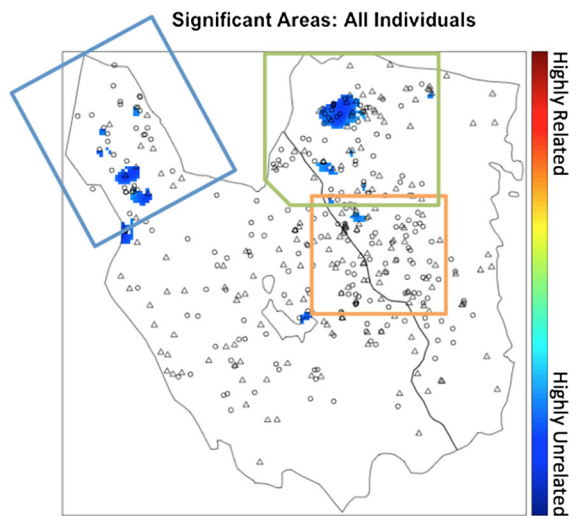 Significant Areas: All Individuals
Highly Related
Highly Unrelated